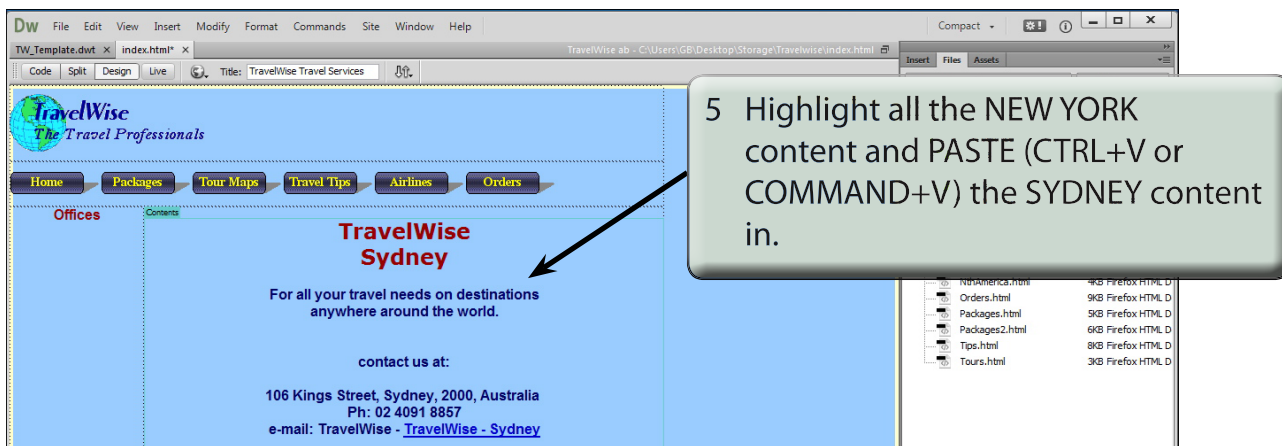 Dw File Edit View Insert Modify Format Commands Site Window Help Compact
TW_Template.dwt × index.html* × TravelWise ab - C:\Users\GB\Desktop\Storage\Travelwise\index.html
Code Split Design Live Title: TravelWise Travel Services
Insert Files Assets
TravelWise
The Travel Professionals
Home Packages Tour Maps Travel Tips Airlines Orders
Offices
Contents
TravelWise
Sydney
For all your travel needs on destinations
anywhere around the world.
contact us at:
106 Kings Street, Sydney, 2000, Australia
Ph: 02 4091 8857
e-mail: TravelWise - TravelWise - Sydney
5 Highlight all the NEW YORK
content and PASTE (CTRL+V or
COMMAND+V) the SYDNEY content
in.
NthAmerica.html 4KB Firefox HTML D
Orders.html 9KB Firefox HTML D
Packages.html 5KB Firefox HTML D
Packages2.html 6KB Firefox HTML D
Tips.html 8KB Firefox HTML D
Tours.html 3KB Firefox HTML D